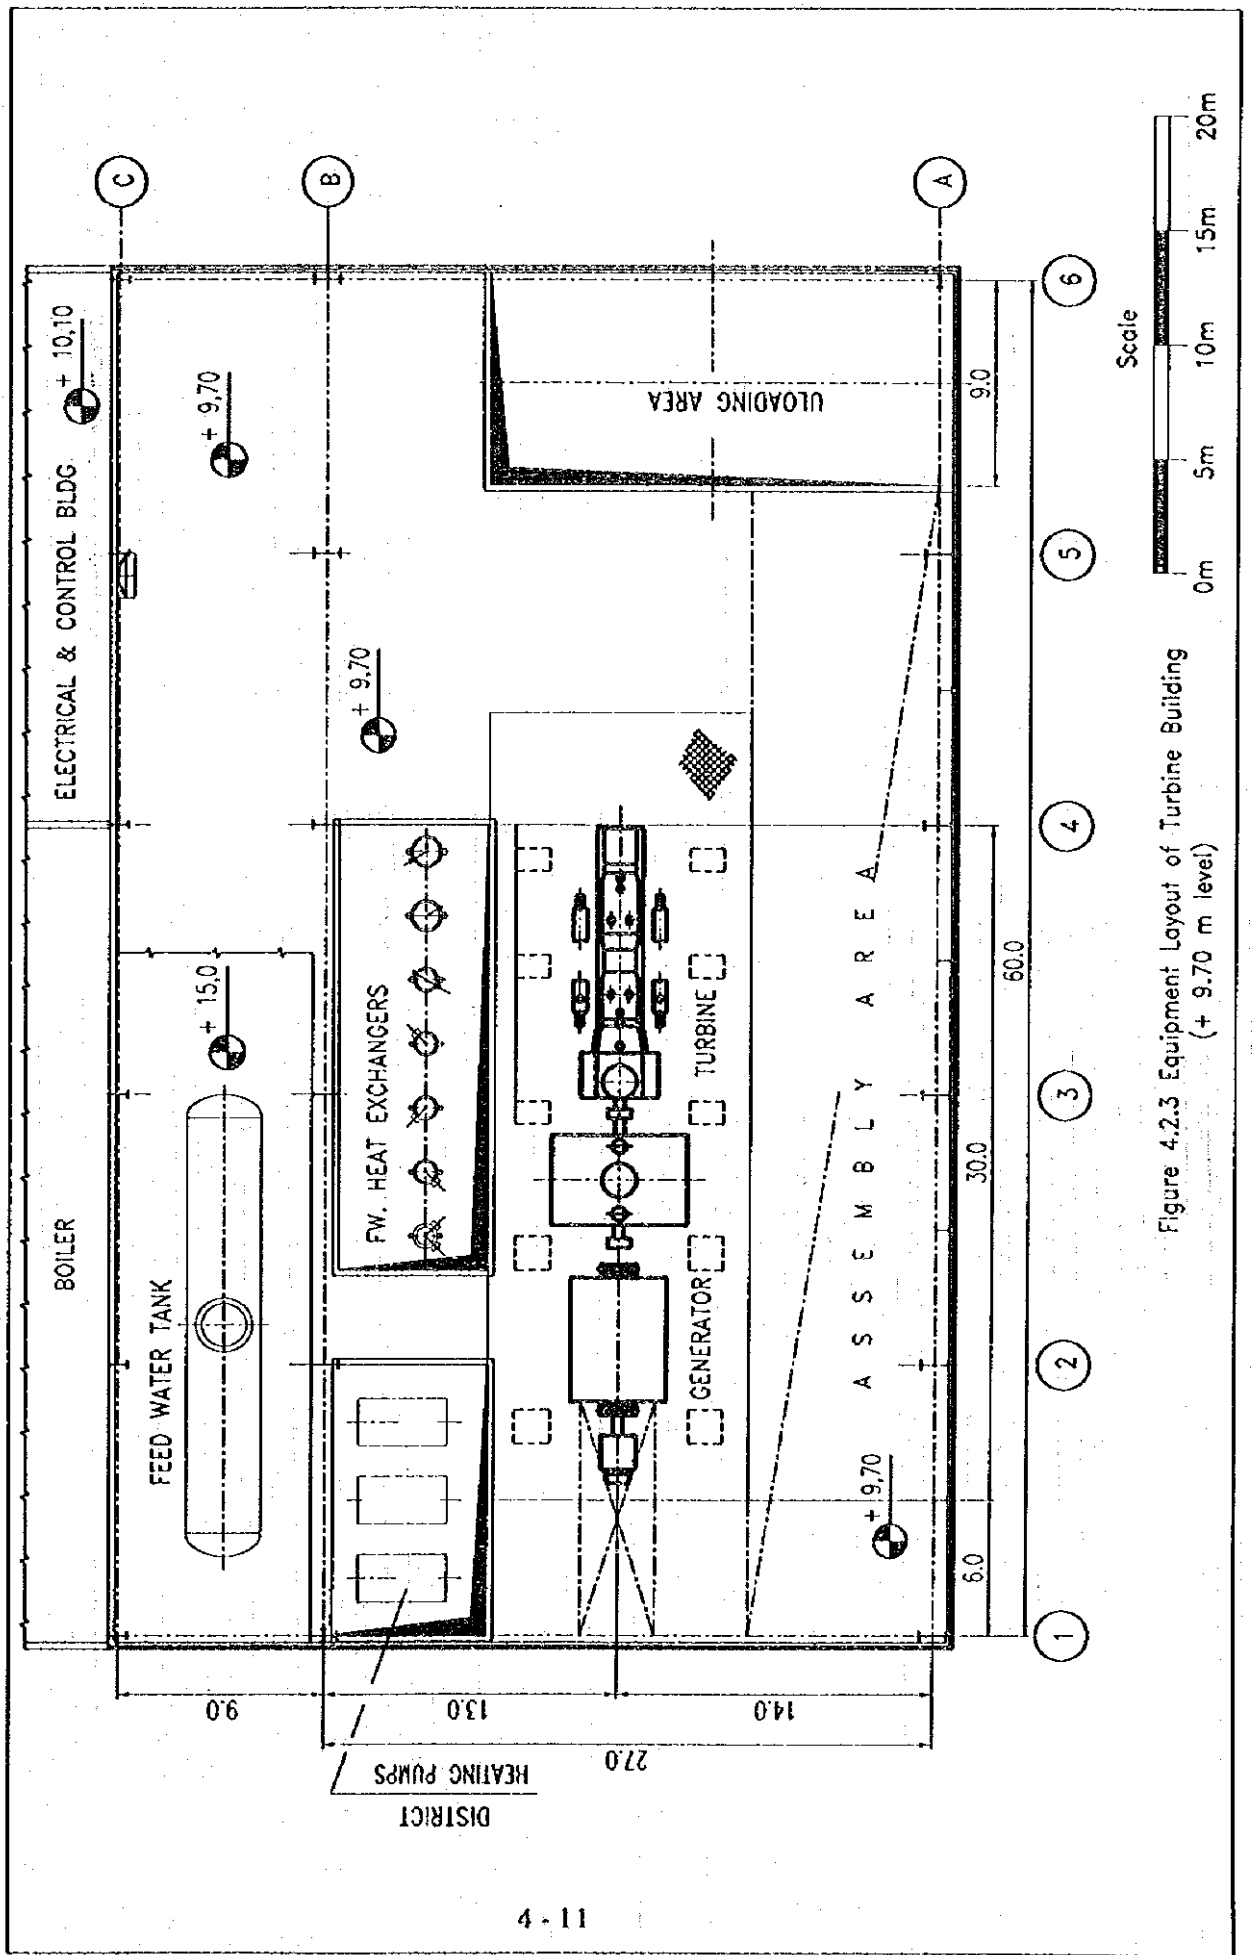 BOILER
ELECTRICAL & CONTROL BLDG
+ 10,10
C
FEED WATER TANK
+ 15,0
+ 9,70
B
DISTRICT
HEATING PUMPS
FW. HEAT EXCHANGERS
+ 9,70
9.0
13.0
14.0
27.0
GENERATOR
TURBINE
ULOADING AREA
ASSEMBLY AREA
+ 9,70
A
6.0
30.0
9.0
60.0
1
2
3
4
5
6
Scale
0m
5m
10m
15m
20m
Figure 4.2.3 Equipment Layout of Turbine Building
(+ 9.70 m level)
4 - 11